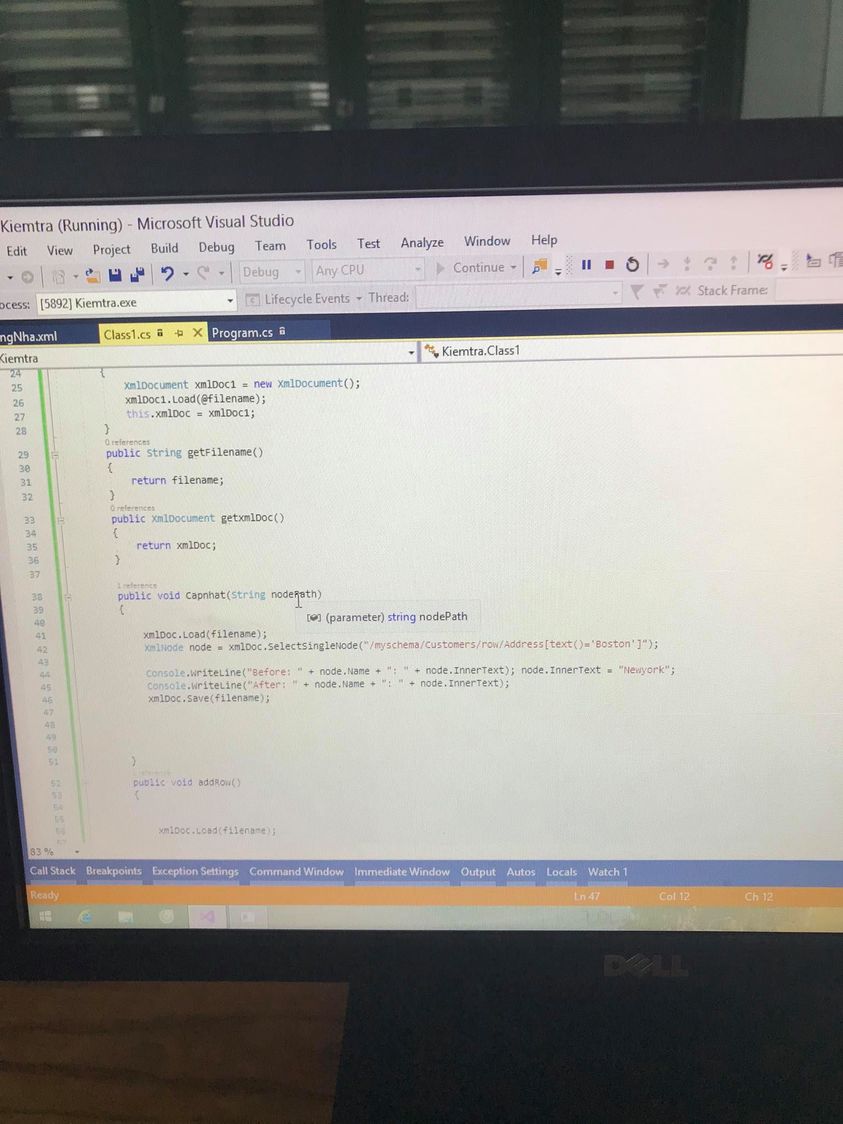 Kiemtra (Running) - Microsoft Visual Studio
Edit View Project Build Debug Team Tools Test Analyze Window Help
Debug Any CPU Continue
ocess: [5892] Kiemtra.exe Lifecycle Events Thread: Stack Frame:
ngNha.xml Class1.cs Program.cs
Kiemtra Kiemtra.Class1
24 {
25 XmlDocument xmlDoc1 = new XmlDocument();
26 xmlDoc1.Load(@filename);
27 this.xmlDoc = xmlDoc1;
28 }
0 references
29 public String getFilename()
30 {
31 return filename;
32 }
0 references
33 public XmlDocument getxmlDoc()
34 {
35 return xmlDoc;
36 }
37
1 reference
38 public void Capnhat(String nodePath)
39 {
(parameter) string nodePath
40
41 xmlDoc.Load(filename);
42 XmlNode node = xmlDoc.SelectSingleNode("/myschema/Customers/row/Address[text()='Boston']");
43
44 Console.WriteLine("Before: " + node.Name + ": " + node.InnerText); node.InnerText = "Newyork";
45 Console.WriteLine("After: " + node.Name + ": " + node.InnerText);
46 xmlDoc.Save(filename);
47
48
49
50
51 }
1 reference
52 public void addRow()
53 {
54
55
56 xmlDoc.Load(filename);
57
83 %
Call Stack Breakpoints Exception Settings Command Window Immediate Window Output Autos Locals Watch 1
Ready Ln 47 Col 12 Ch 12
DELL